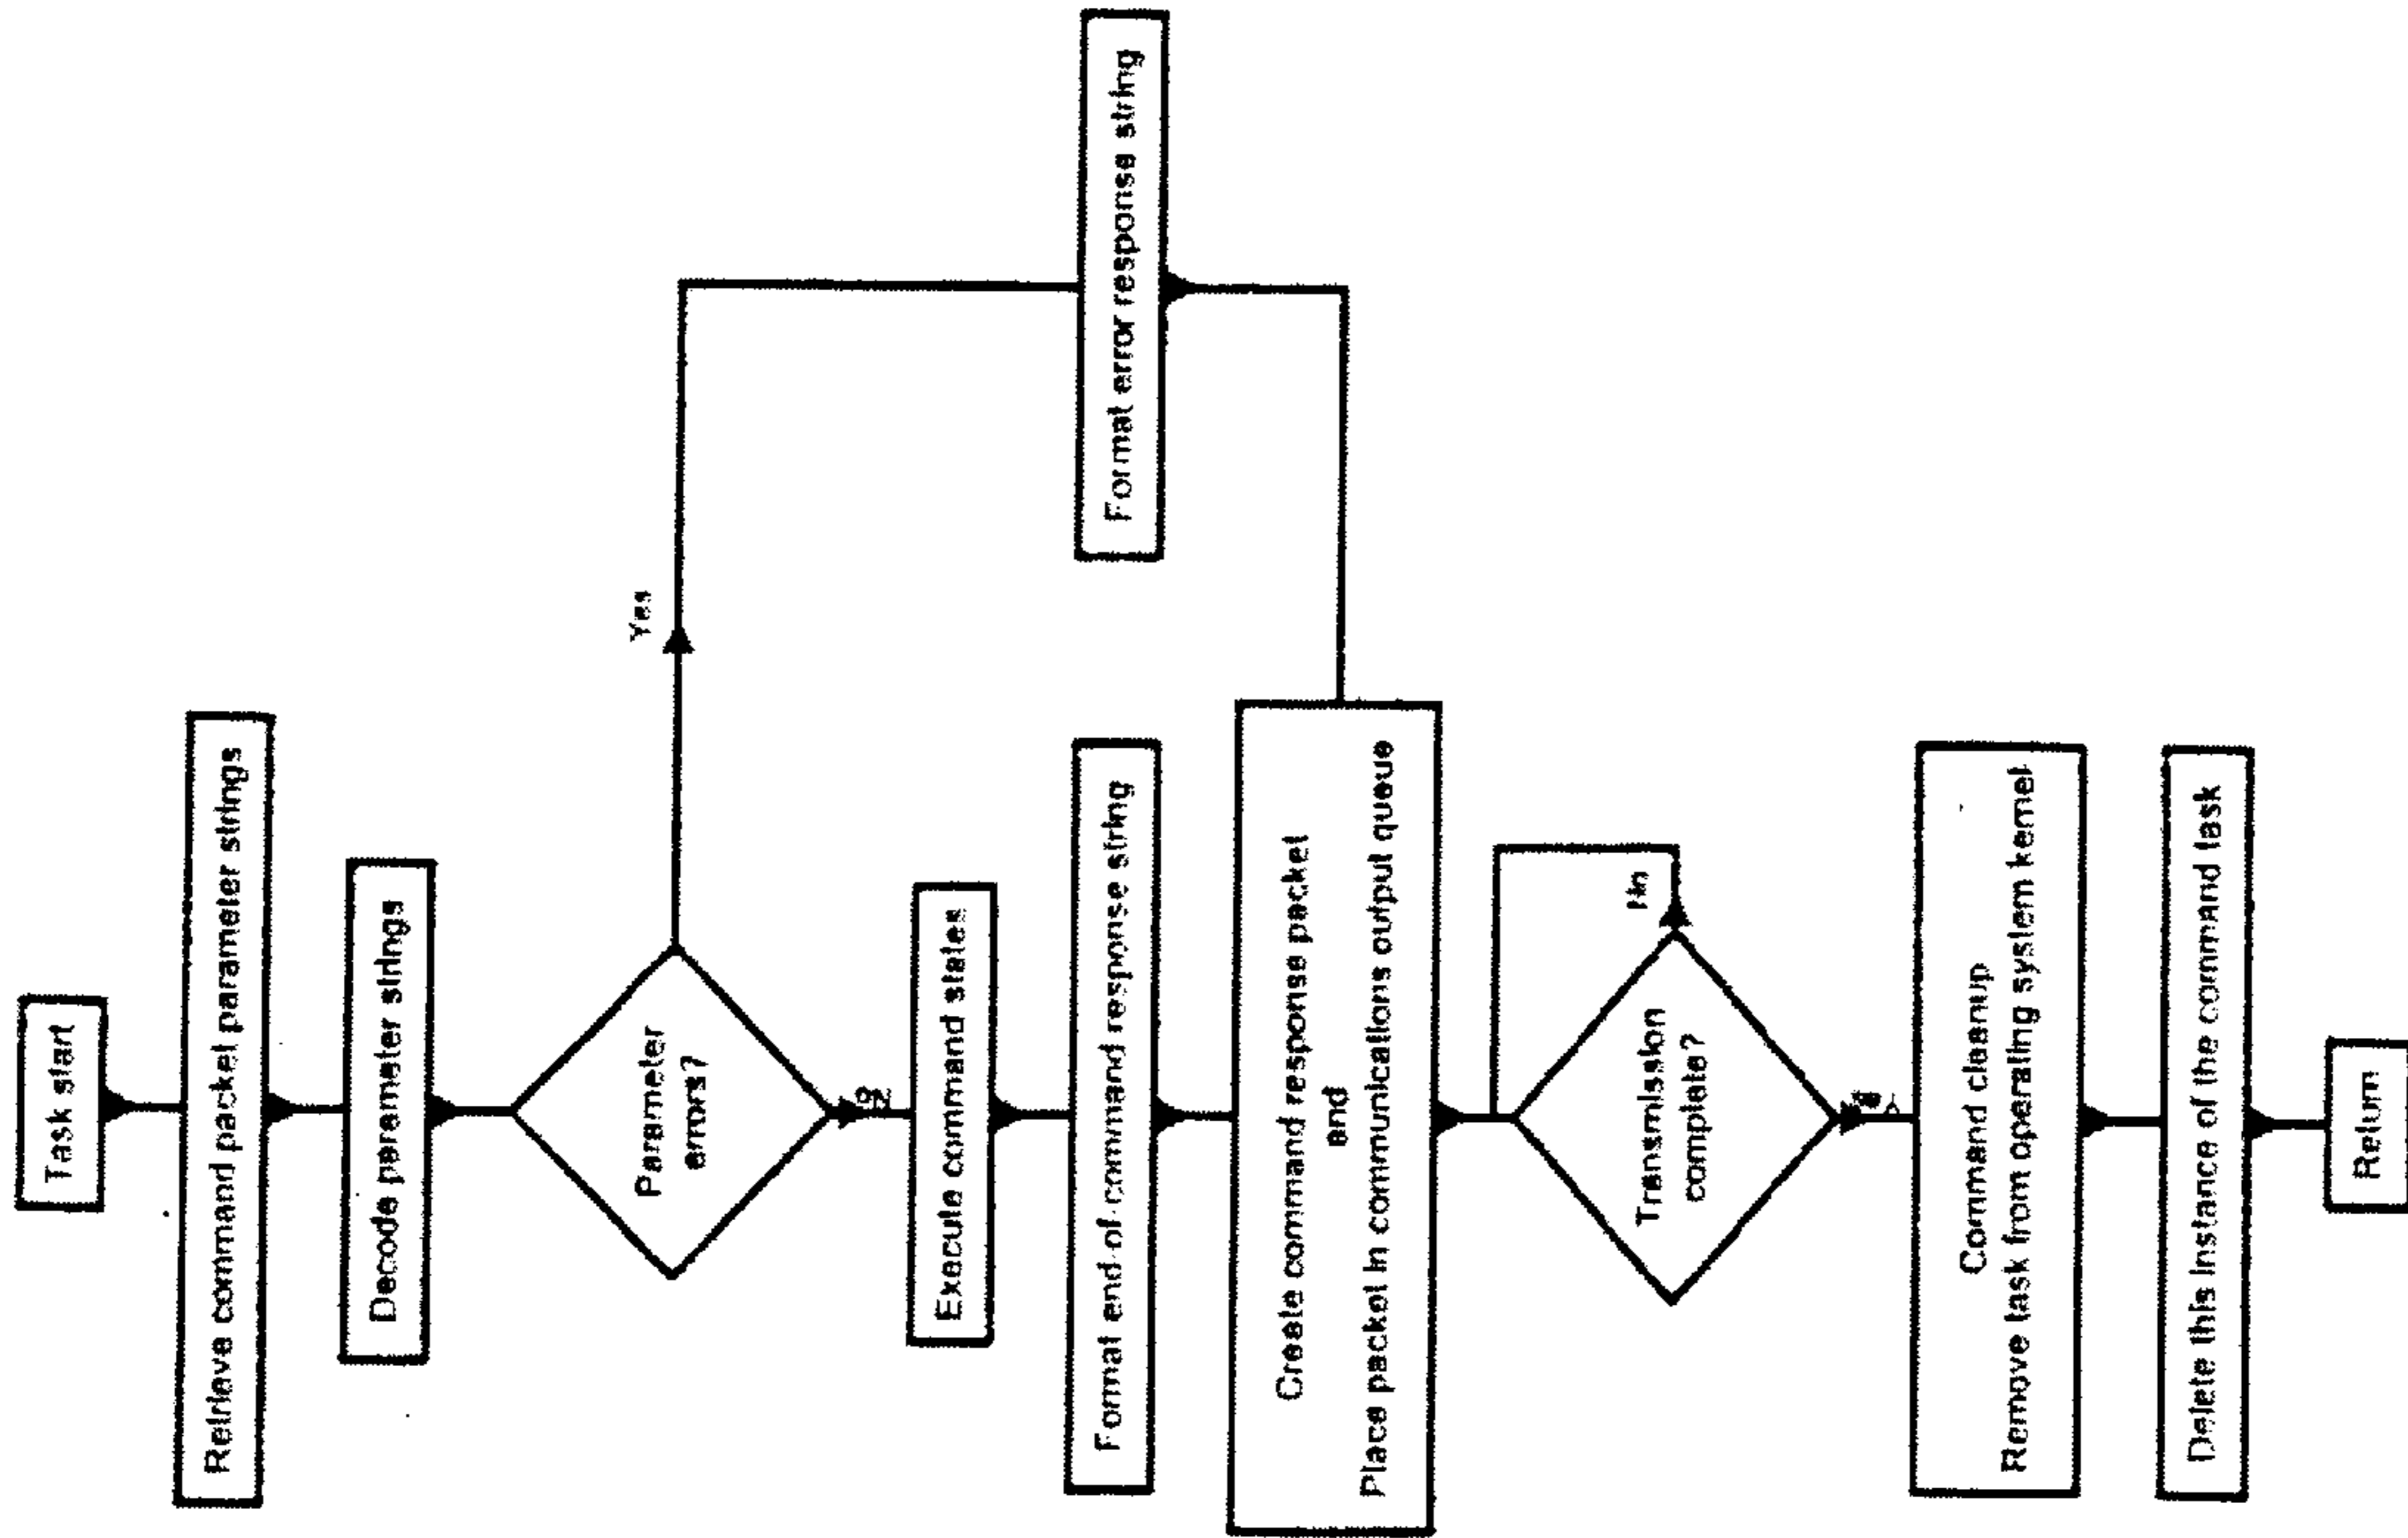 Task start
Retrieve command packet parameter strings
Decode parameter strings
Parameter
errors?
Yes
No
Execute command states
Format end-of-command response string
Format error response string
Create command response packet
and
Place packet in communications output queue
Transmission
complete?
No
Command cleanup
Remove task from operating system kernel
Delete this instance of the command task
Return